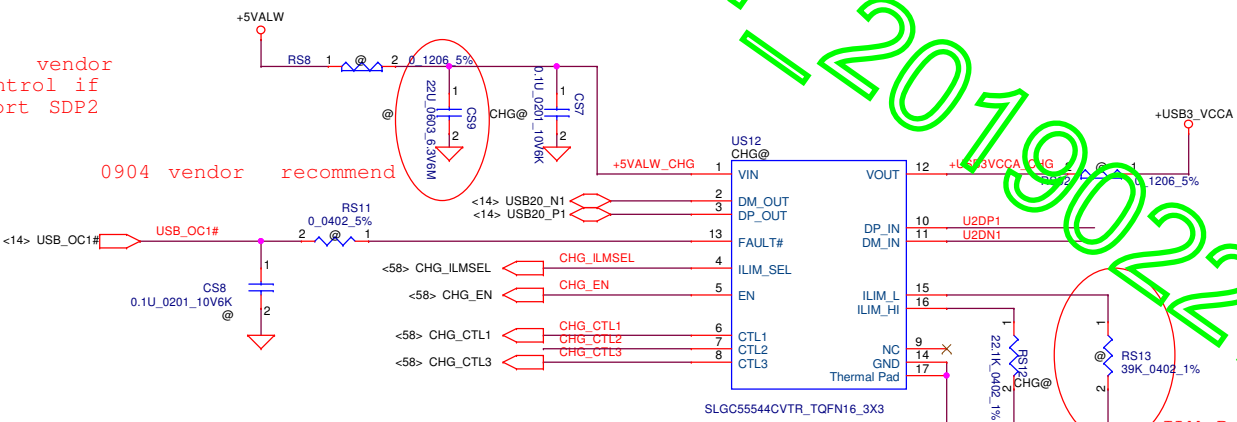 +5VALW
vendor
ntrol if
ort SDP2
RS8 1 @ 2 0_1206_5%
@
1
22U_0603_6.3V6M
CS9
2
CHG@
1
0.1U_0201_10V6K
CS7
2
_20190022
+USB3_VCCA
0904 vendor recommend
US12
CHG@
+5VALW_CHG 1 VIN
VOUT 12 +USB3VCCA_CHG 2 @ 1 0_1206_5%
<14> USB20_N1 2 DM_OUT
<14> USB20_P1 3 DP_OUT
DP_IN 10 U2DP1
DM_IN 11 U2DN1
RS11
0_0402_5%
<14> USB_OC1# USB_OC1# 2 @ 1 13 FAULT#
<58> CHG_ILMSEL CHG_ILMSEL 4 ILIM_SEL
<58> CHG_EN CHG_EN 5 EN
1
CS8
0.1U_0201_10V6K
@
2
<58> CHG_CTL1 CHG_CTL1 6 CTL1
CHG_CTL2 7 CTL2
<58> CHG_CTL3 CHG_CTL3 8 CTL3
ILIM_L 15
ILIM_HI 16
NC 9
GND 14
Thermal Pad 17
1
22.1K_0402_1%
RS12
CHG@
2
1
@
RS13
39K_0402_1%
2
SLGC55544CVTR_TQFN16_3X3